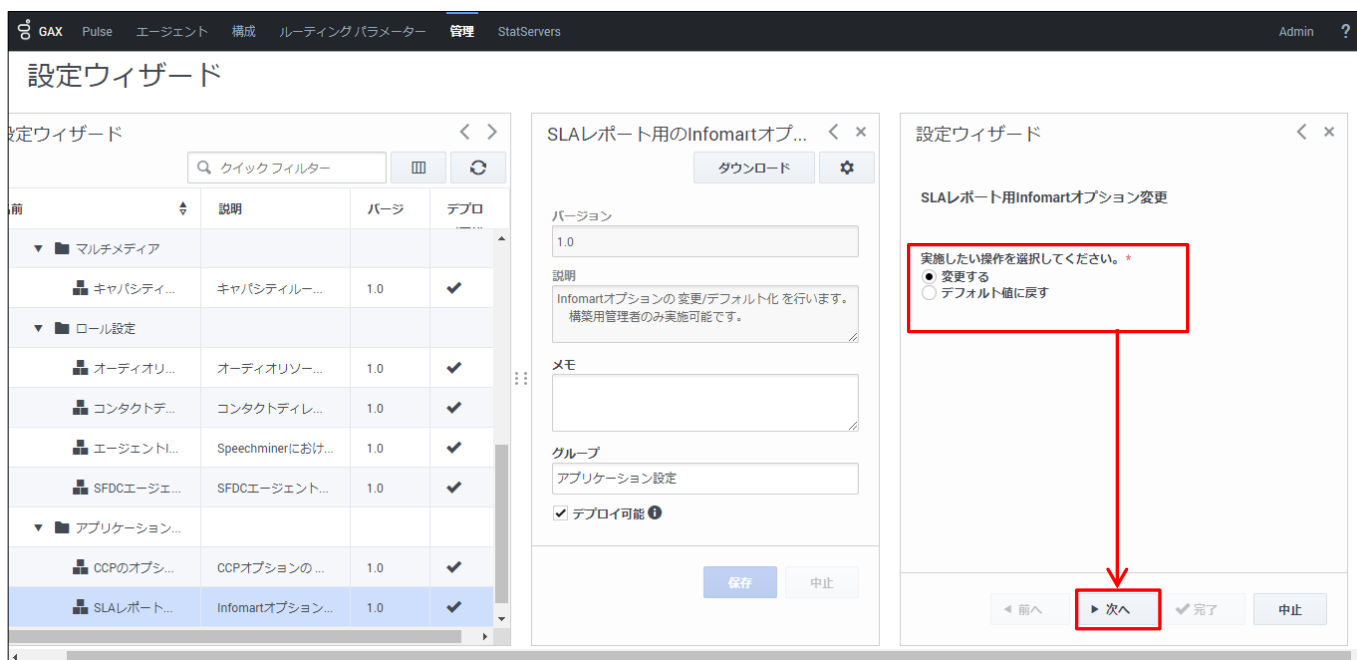 GAX Pulse エージェント 構成 ルーティング パラメーター 管理 StatServers Admin ?
設定ウィザード
設定ウィザード
クイック フィルター
名前 説明 バージ デプロ
マルチメディア
キャパシティ... キャパシティルー... 1.0
ロール設定
オーディオリ... オーディオリソー... 1.0
コンタクトデ... コンタクトディレ... 1.0
エージェントI... Speechminerにおけ... 1.0
SFDCエージェ... SFDCエージェント... 1.0
アプリケーション...
CCPのオプシ... CCPオプションの ... 1.0
SLAレポート... Infomartオプション... 1.0
SLAレポート用のInfomartオプ...
ダウンロード
バージョン
1.0
説明
Infomartオプションの 変更/デフォルト化 を行います。
構築用管理者のみ実施可能です。
メモ
グループ
アプリケーション設定
デプロイ可能
保存 中止
設定ウィザード
SLAレポート用Infomartオプション変更
実施したい操作を選択してください。*
変更する
デフォルト値に戻す
前へ 次へ 完了 中止